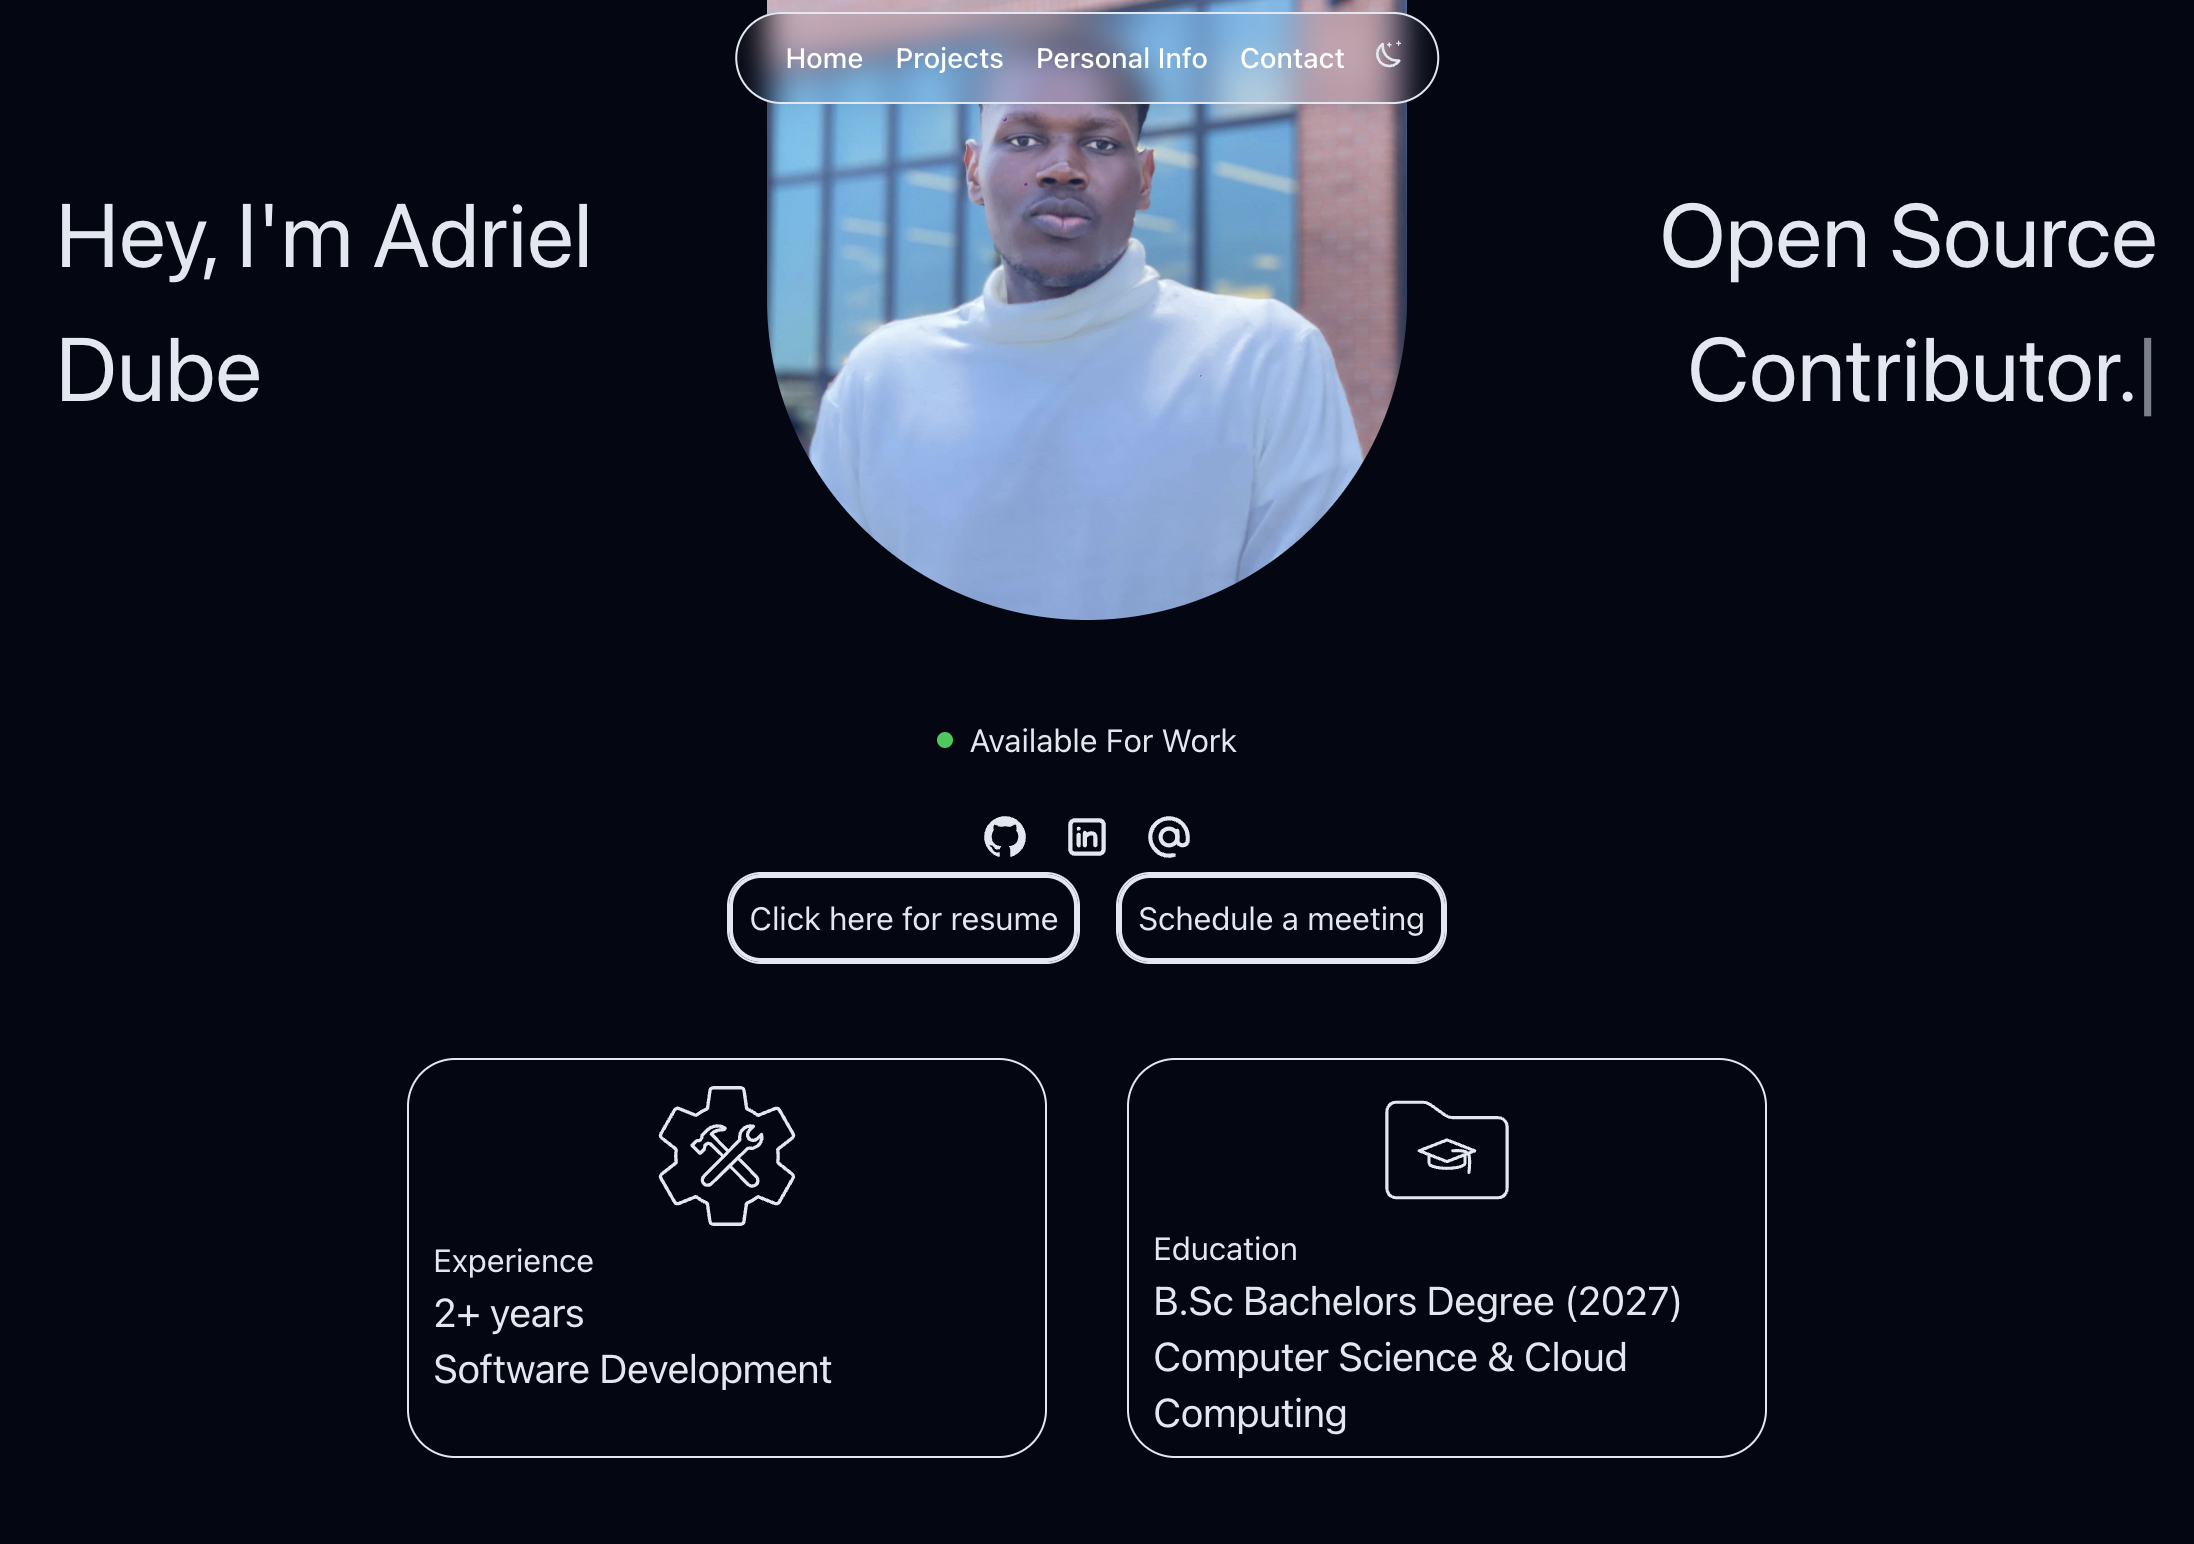 Home Projects Personal Info Contact
Hey, I'm Adriel
Dube
Open Source
Contributor.
Available For Work
in
Click here for resume
Schedule a meeting
Experience
2+ years
Software Development
Education
B.Sc Bachelors Degree (2027)
Computer Science & Cloud
Computing